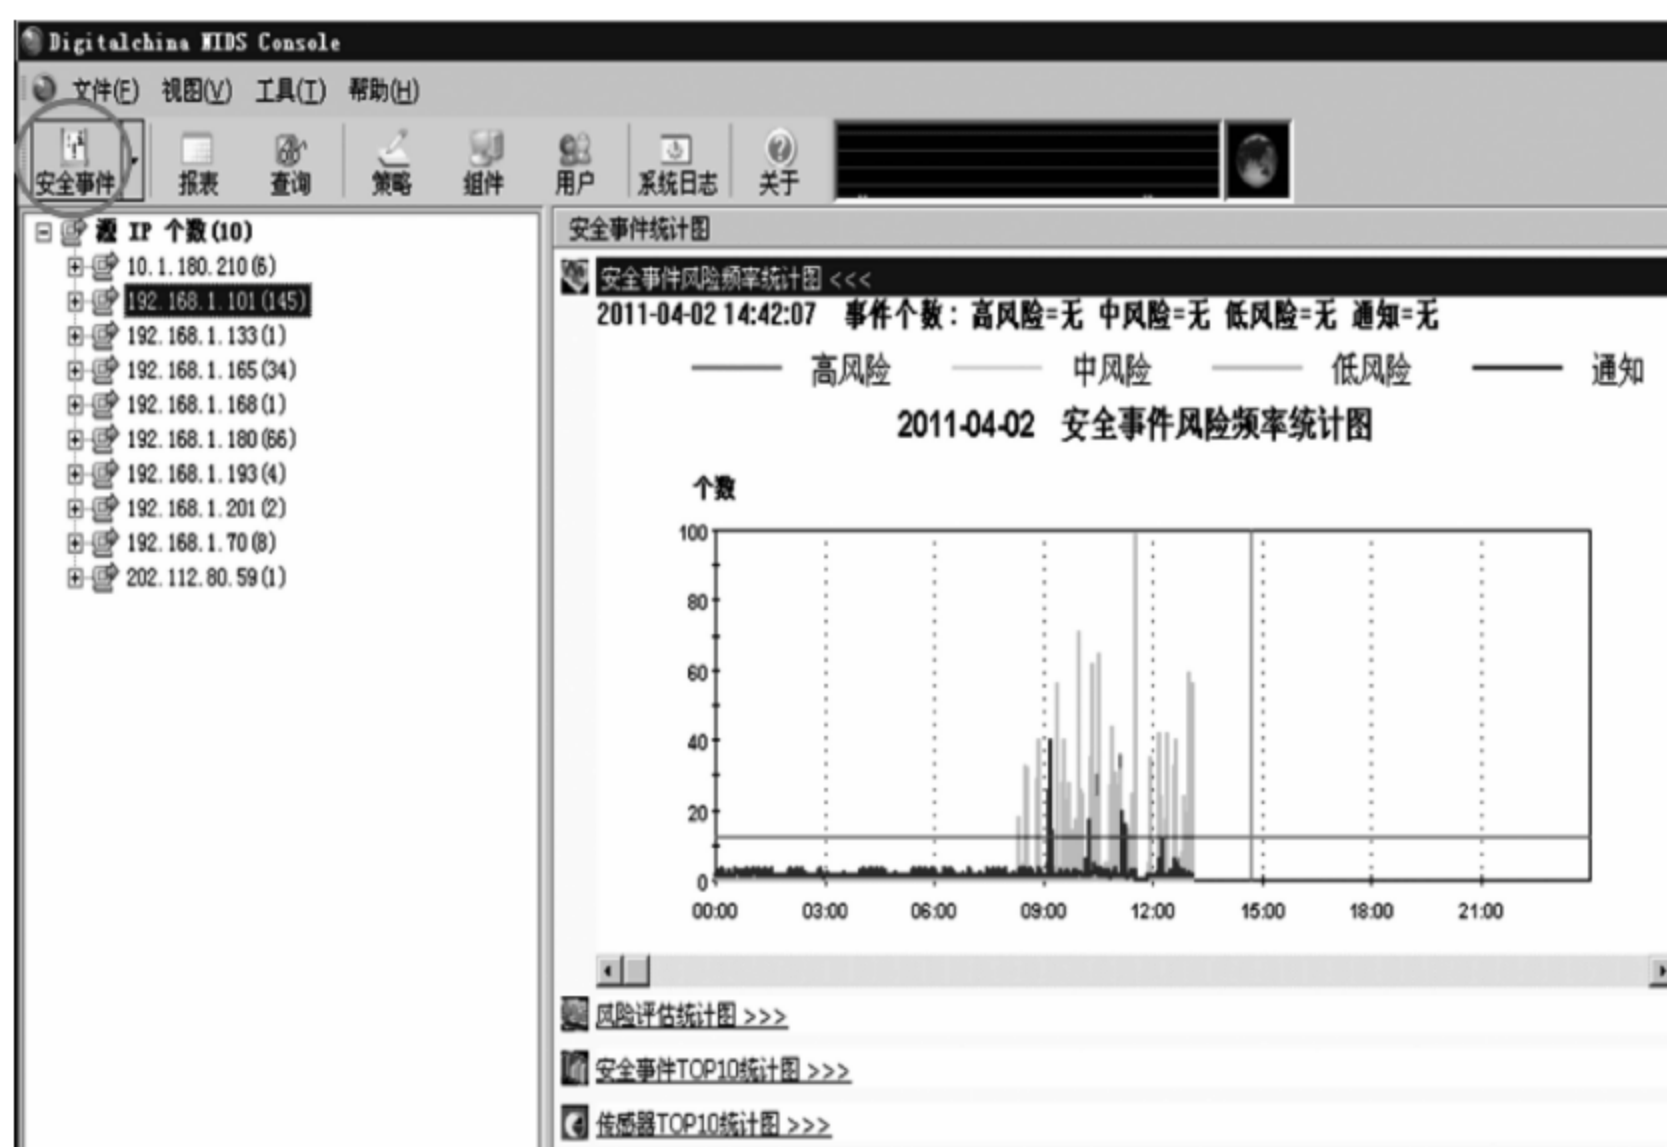 Digitalchina NIDS Console
文件(F) 视图(V) 工具(T) 帮助(H)
安全事件 报表 查询 策略 组件 用户 系统日志 关于
源 IP 个数(10)
10.1.180.210(6)
192.168.1.101(145)
192.168.1.133(1)
192.168.1.165(34)
192.168.1.168(1)
192.168.1.180(66)
192.168.1.193(4)
192.168.1.201(2)
192.168.1.70(8)
202.112.80.59(1)
安全事件统计图
安全事件风险频率统计图 <<<
2011-04-02 14:42:07 事件个数: 高风险=无 中风险=无 低风险=无 通知=无
高风险 中风险 低风险 通知
2011-04-02 安全事件风险频率统计图
个数
100
80
60
40
20
0
00:00 03:00 06:00 09:00 12:00 15:00 18:00 21:00
风险评估统计图 >>>
安全事件TOP10统计图 >>>
传感器TOP10统计图 >>>